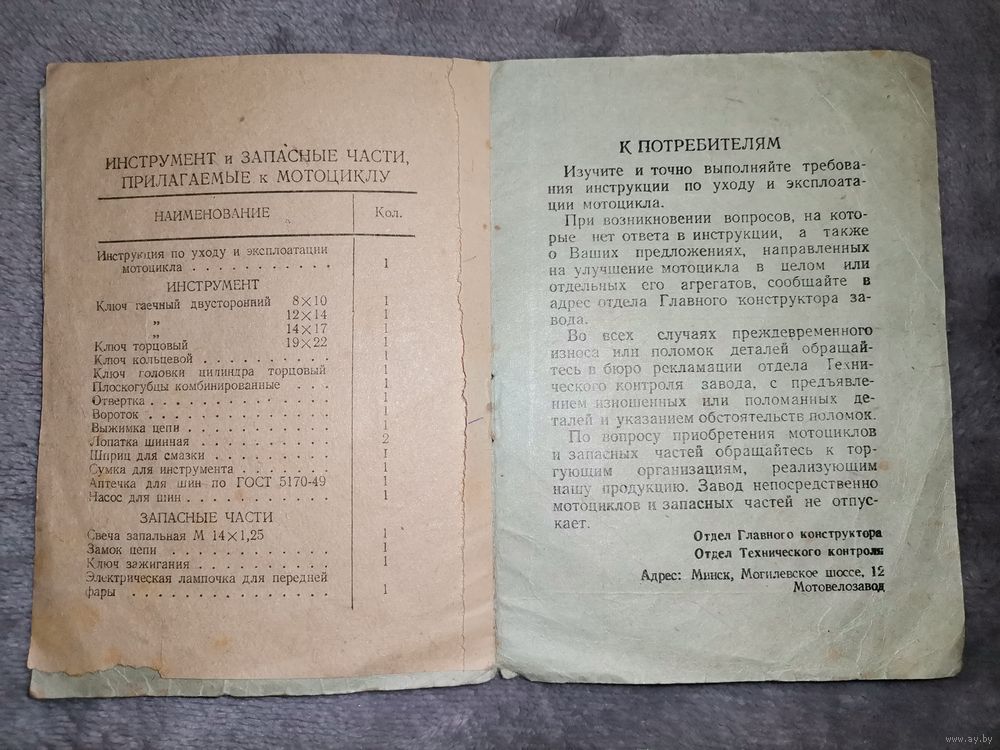 ИНСТРУМЕНТ и ЗАПАСНЫЕ ЧАСТИ,
ПРИЛАГАЕМЫЕ к МОТОЦИКЛУ
НАИМЕНОВАНИЕ Кол.
Инструкция по уходу и эксплоатации
мотоцикла . . . . . . . . . . . 1
ИНСТРУМЕНТ
Ключ гаечный двусторонний 8×10 1
„ 12×14 1
„ 14×17 1
Ключ торцовый 19×22 1
Ключ кольцевой . . . . . . . . . . 1
Ключ головки цилиндра торцовый 1
Плоскогубцы комбинированные . . . 1
Отвертка . . . . . . . . . . . . . 1
Вороток . . . . . . . . . . . . . 1
Выжимка цепи . . . . . . . . . . . 1
Лопатка шинная . . . . . . . . . . 2
Шприц для смазки . . . . . . . . . 1
Сумка для инструмента . . . . . . . 1
Аптечка для шин по ГОСТ 5170-49 1
Насос для шин . . . . . . . . . . . 1
ЗАПАСНЫЕ ЧАСТИ
Свеча запальная М 14×1,25 1
Замок цепи . . . . . . . . . . . . 1
Ключ зажигания . . . . . . . . . . 1
Электрическая лампочка для передней
фары . . . . . . . . . . . . . . 1
К ПОТРЕБИТЕЛЯМ
Изучите и точно выполняйте требова-
ния инструкции по уходу и эксплоата-
ции мотоцикла.
При возникновении вопросов, на кото-
рые нет ответа в инструкции, а также
о Ваших предложениях, направленных
на улучшение мотоцикла в целом или
отдельных его агрегатов, сообщайте в
адрес отдела Главного конструктора за-
вода.
Во всех случаях преждевременного
износа или поломок деталей обращай-
тесь в бюро рекламации отдела Техни-
ческого контроля завода, с предъявле-
нием изношенных или поломанных де-
талей и указанием обстоятельств поломок.
По вопросу приобретения мотоциклов
и запасных частей обращайтесь к тор-
гующим организациям, реализующим
нашу продукцию. Завод непосредственно
мотоциклов и запасных частей не отпус-
кает.
Отдел Главного конструктора
Отдел Технического контроля
Адрес: Минск, Могилевское шоссе, 12
Мотовелозавод
www.ay.by